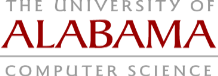 THE UNIVERSITY OF
ALABAMA
COMPUTER SCIENCE